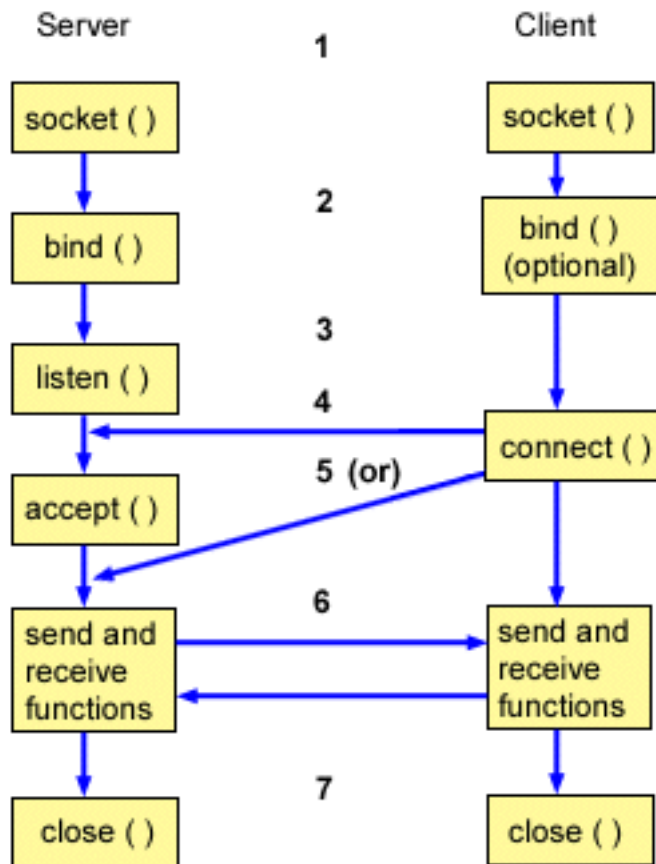 Server
1
Client
socket ( )
socket ( )
2
bind ( )
bind ( )
(optional)
3
listen ( )
4
connect ( )
5 (or)
accept ( )
6
send and
receive
functions
send and
receive
functions
7
close ( )
close ( )